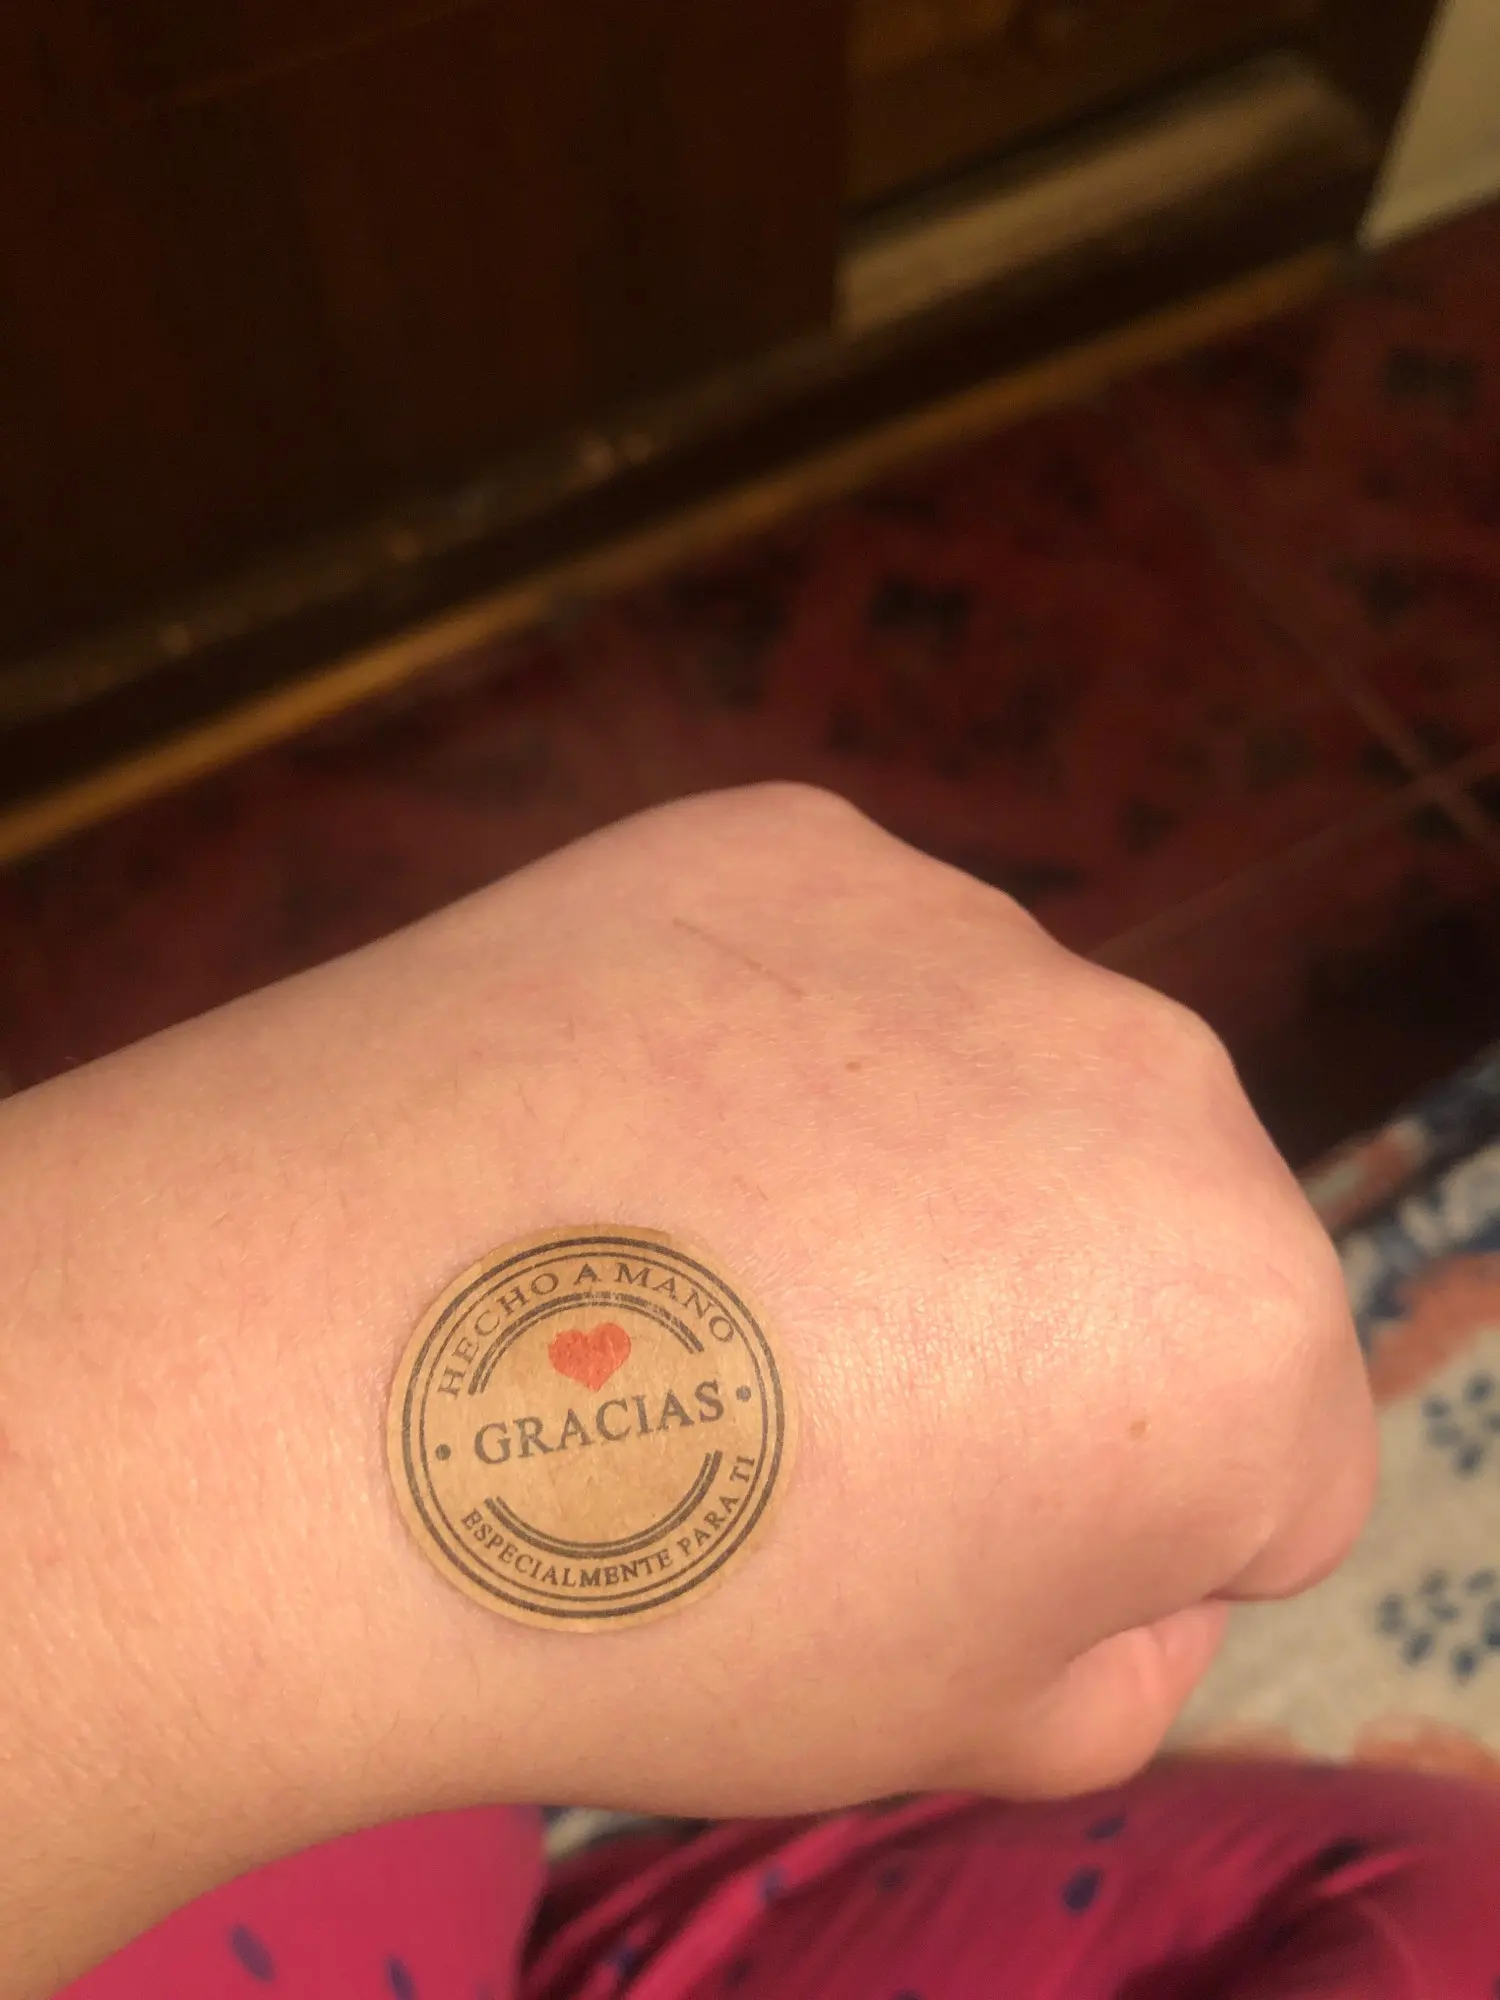 HECHO A MANO
GRACIAS
ESPECIALMENTE PARA TI